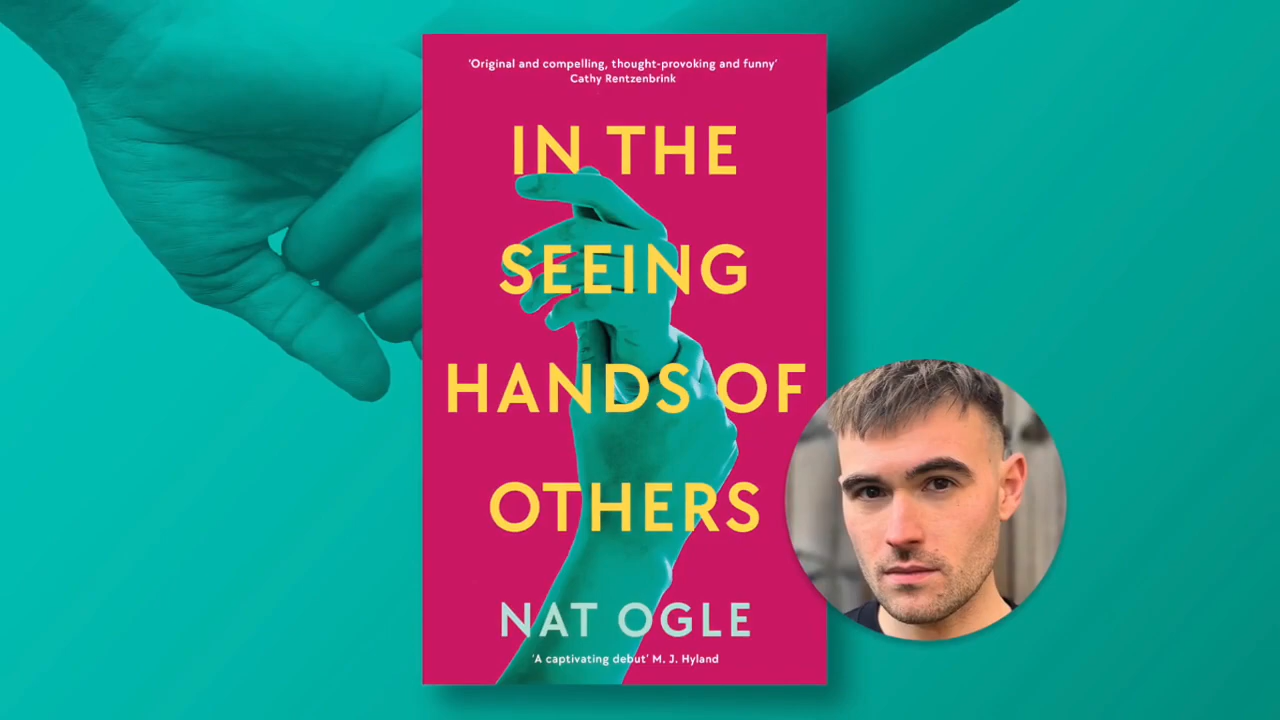 'Original and compelling, thought-provoking and funny'
Cathy Rentzenbrink
IN THE
SEEING
HANDS OF
OTHERS
NAT OGLE
'A captivating debut' M. J. Hyland